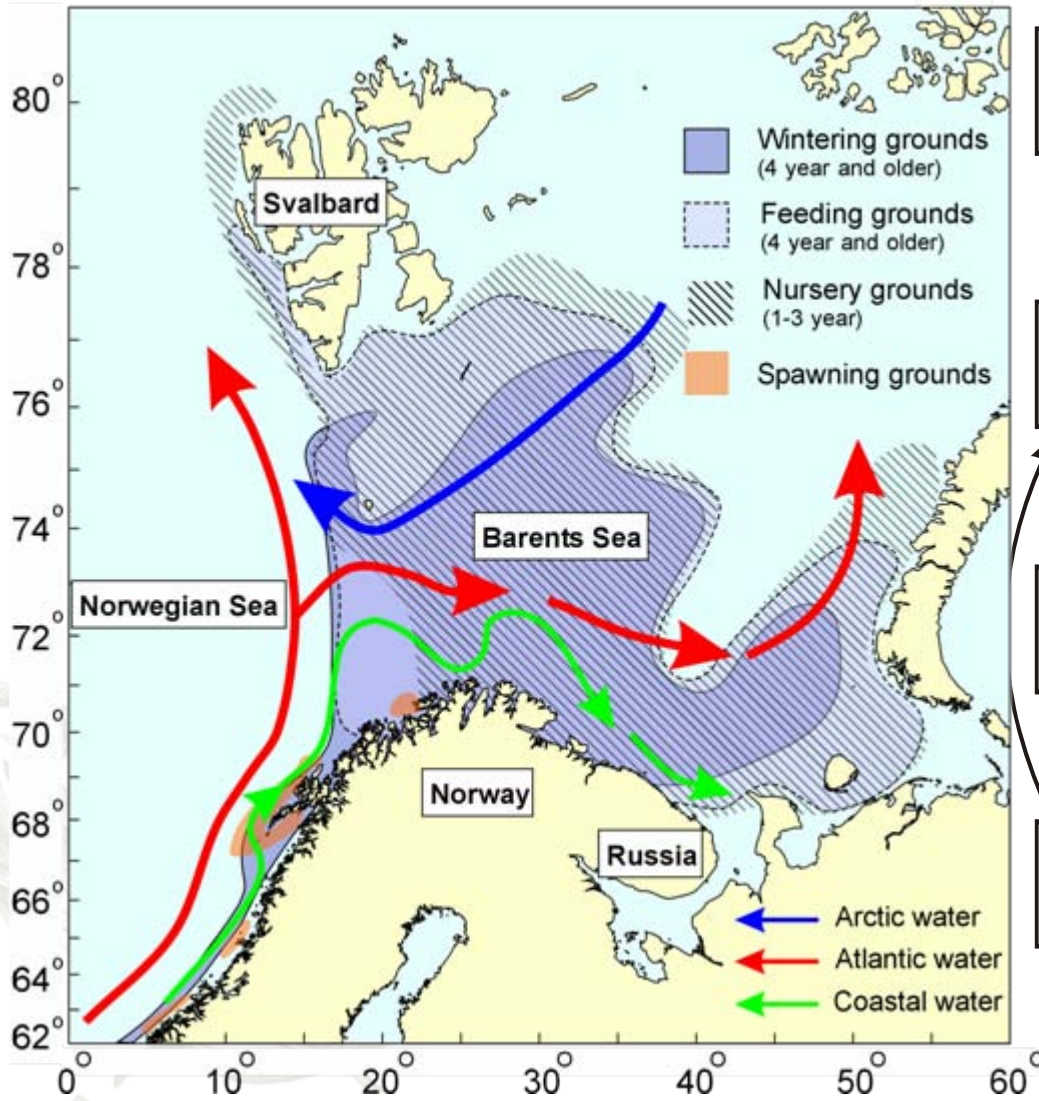 80°
78°
76°
74°
72°
70°
68°
66°
64°
62°
Svalbard
Wintering grounds
(4 year and older)
Feeding grounds
(4 year and older)
Nursery grounds
(1-3 year)
Spawning grounds
Barents Sea
Norwegian Sea
Norway
Russia
Arctic water
Atlantic water
Coastal water
0° 10° 20° 30° 40° 50° 60°